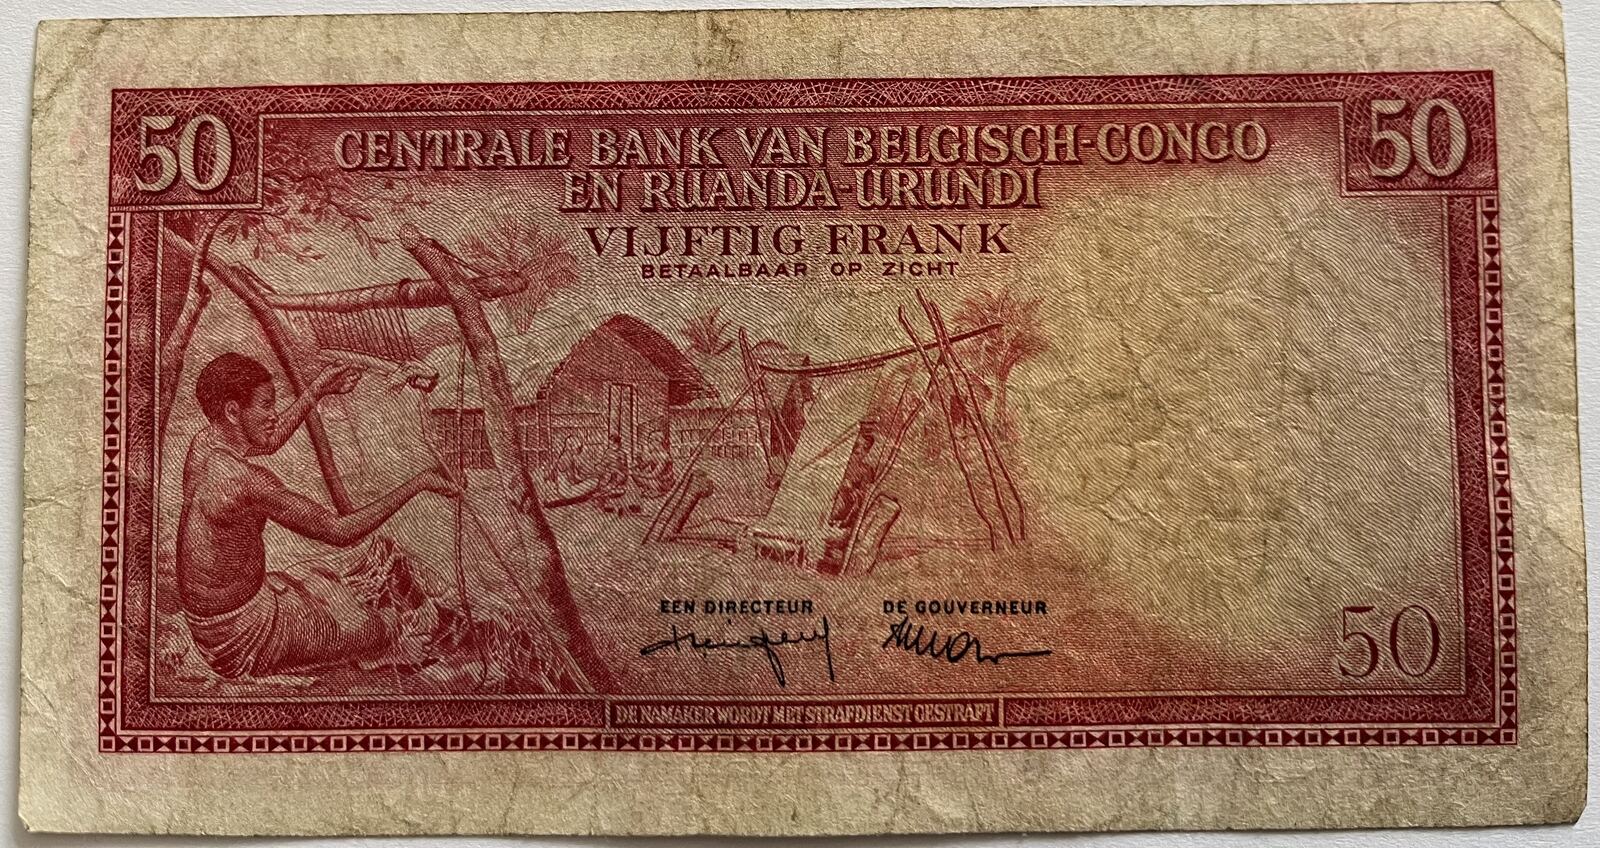 50
50
CENTRALE BANK VAN BELGISCH-CONGO
EN RUANDA-URUNDI
VIJFTIG FRANK
BETAALBAAR OP ZICHT
EEN DIRECTEUR
DE GOUVERNEUR
50
DE NAMAKER WORDT MET STRAFDIENST GESTRAFT